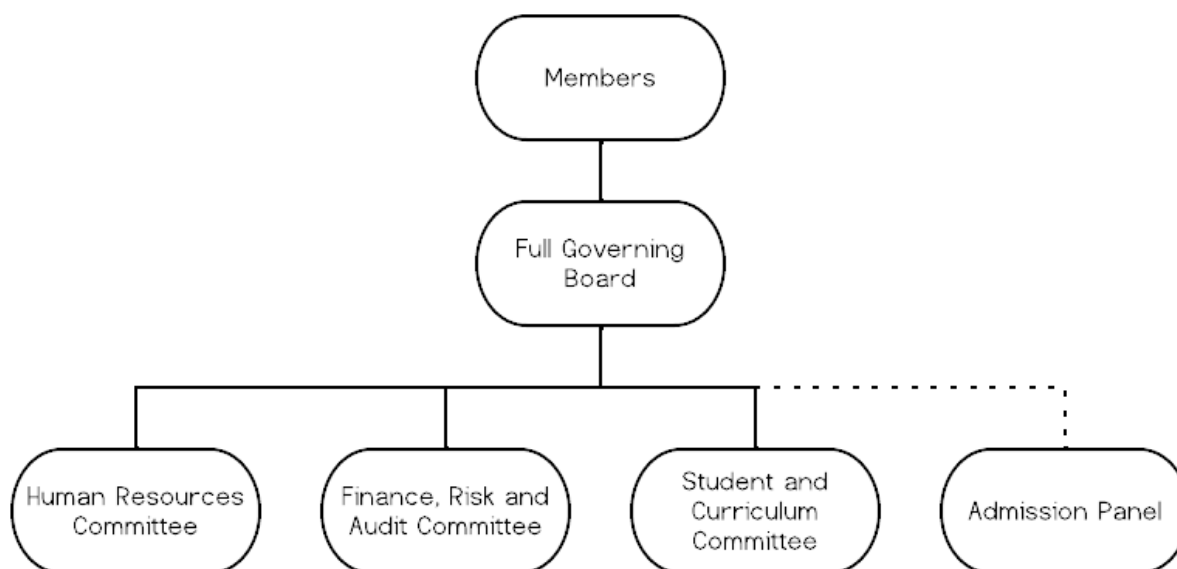 Members
Full Governing
Board
Human Resources
Committee
Finance, Risk and
Audit Committee
Student and
Curriculum
Committee
Admission Panel